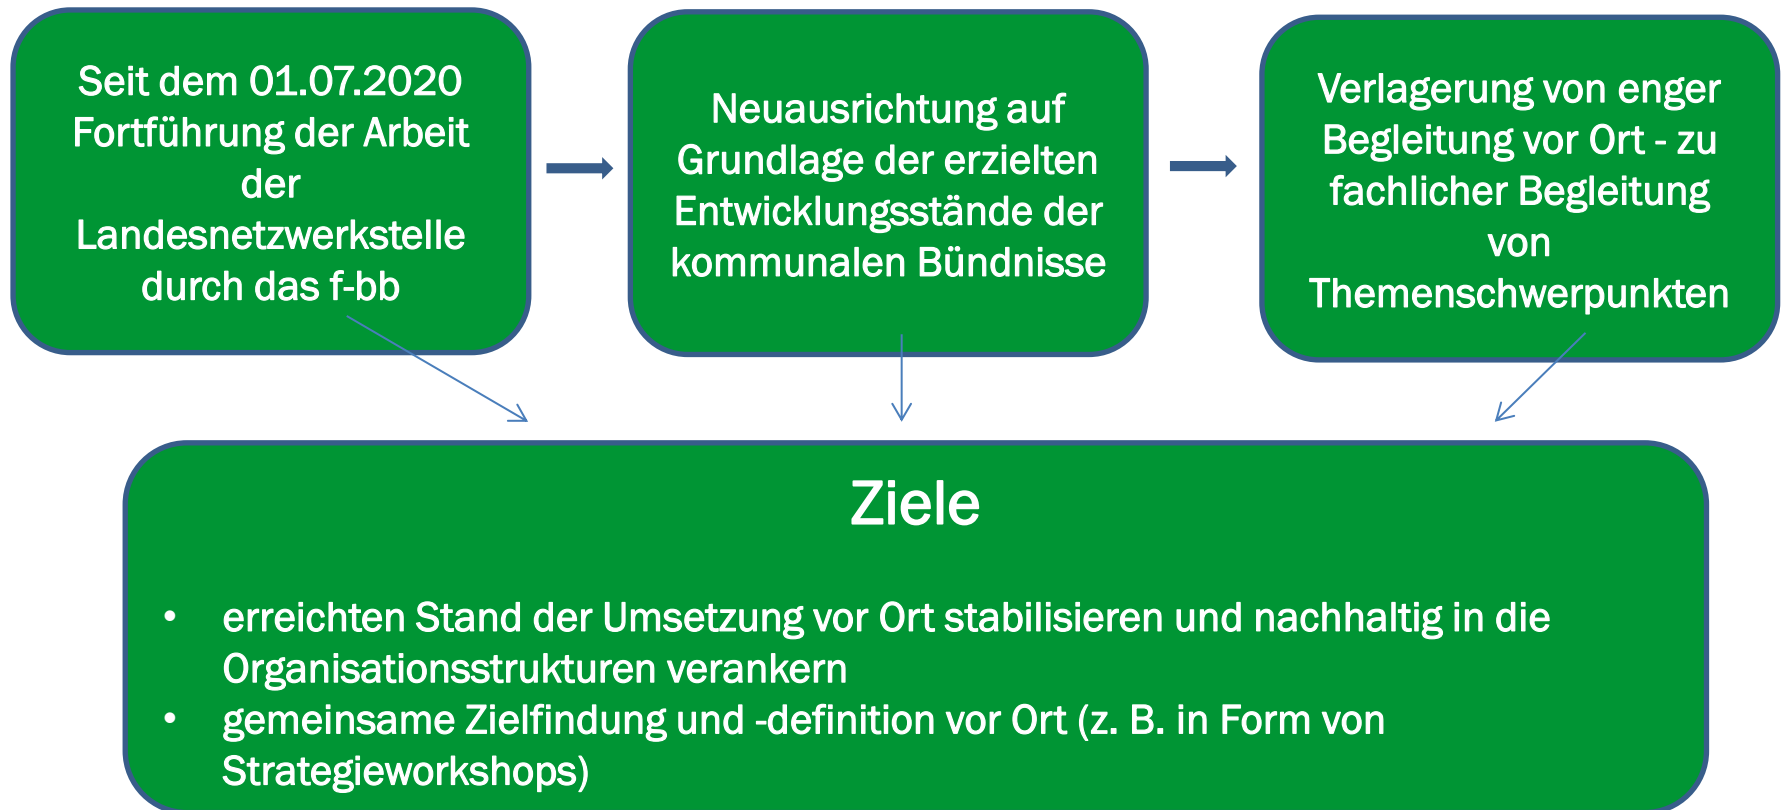 Seit dem 01.07.2020
Fortführung der Arbeit
der
Landesnetzwerkstelle
durch das f-bb
Neuausrichtung auf
Grundlage der erzielten
Entwicklungsstände der
kommunalen Bündnisse
Verlagerung von enger
Begleitung vor Ort - zu
fachlicher Begleitung
von
Themenschwerpunkten
Ziele
• erreichten Stand der Umsetzung vor Ort stabilisieren und nachhaltig in die
Organisationsstrukturen verankern
• gemeinsame Zielfindung und -definition vor Ort (z. B. in Form von
Strategieworkshops)